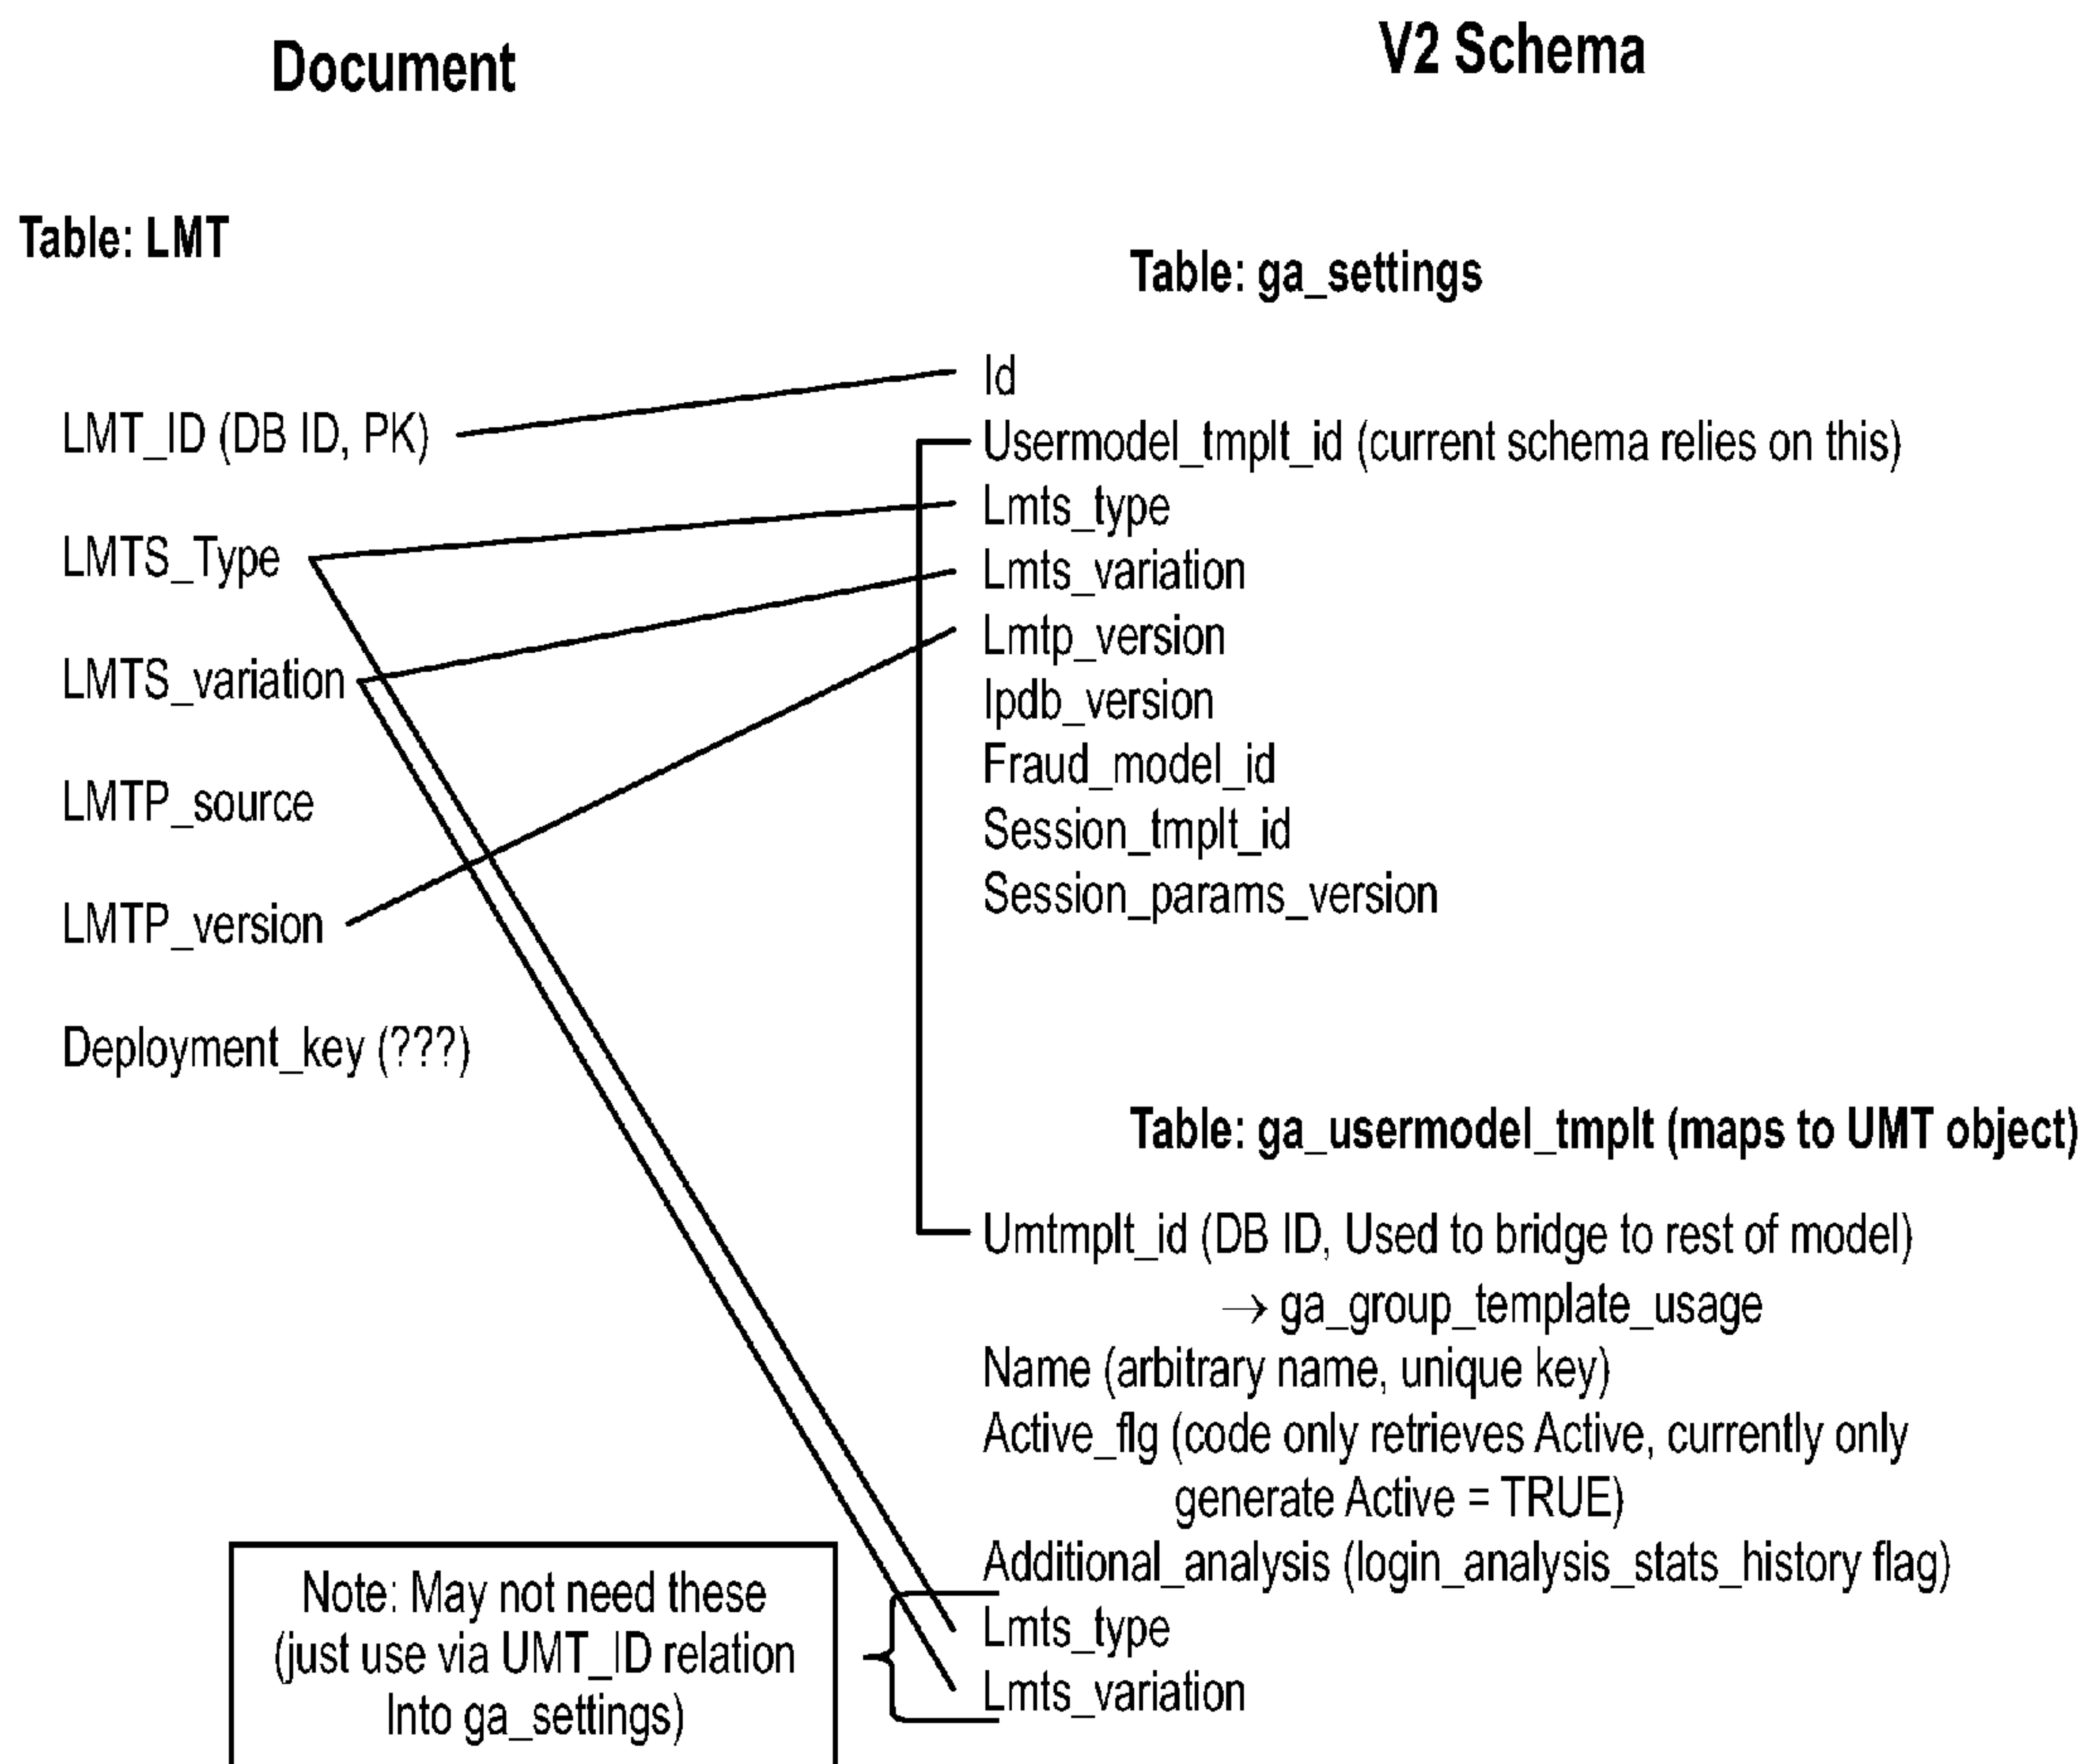 Document
V2 Schema
Table: LMT
Table: ga_settings
LMT_ID (DB ID, PK)
LMTS_Type
LMTS_variation
LMTP_source
LMTP_version
Deployment_key (???)
Id
Usermodel_tmplt_id (current schema relies on this)
Lmts_type
Lmts_variation
Lmtp_version
Ipdb_version
Fraud_model_id
Session_tmplt_id
Session_params_version
Table: ga_usermodel_tmplt (maps to UMT object)
Umtmplt_id (DB ID, Used to bridge to rest of model)
→ ga_group_template_usage
Name (arbitrary name, unique key)
Active_flg (code only retrieves Active, currently only
generate Active = TRUE)
Additional_analysis (login_analysis_stats_history flag)
Lmts_type
Lmts_variation
Note: May not need these
(just use via UMT_ID relation
Into ga_settings)